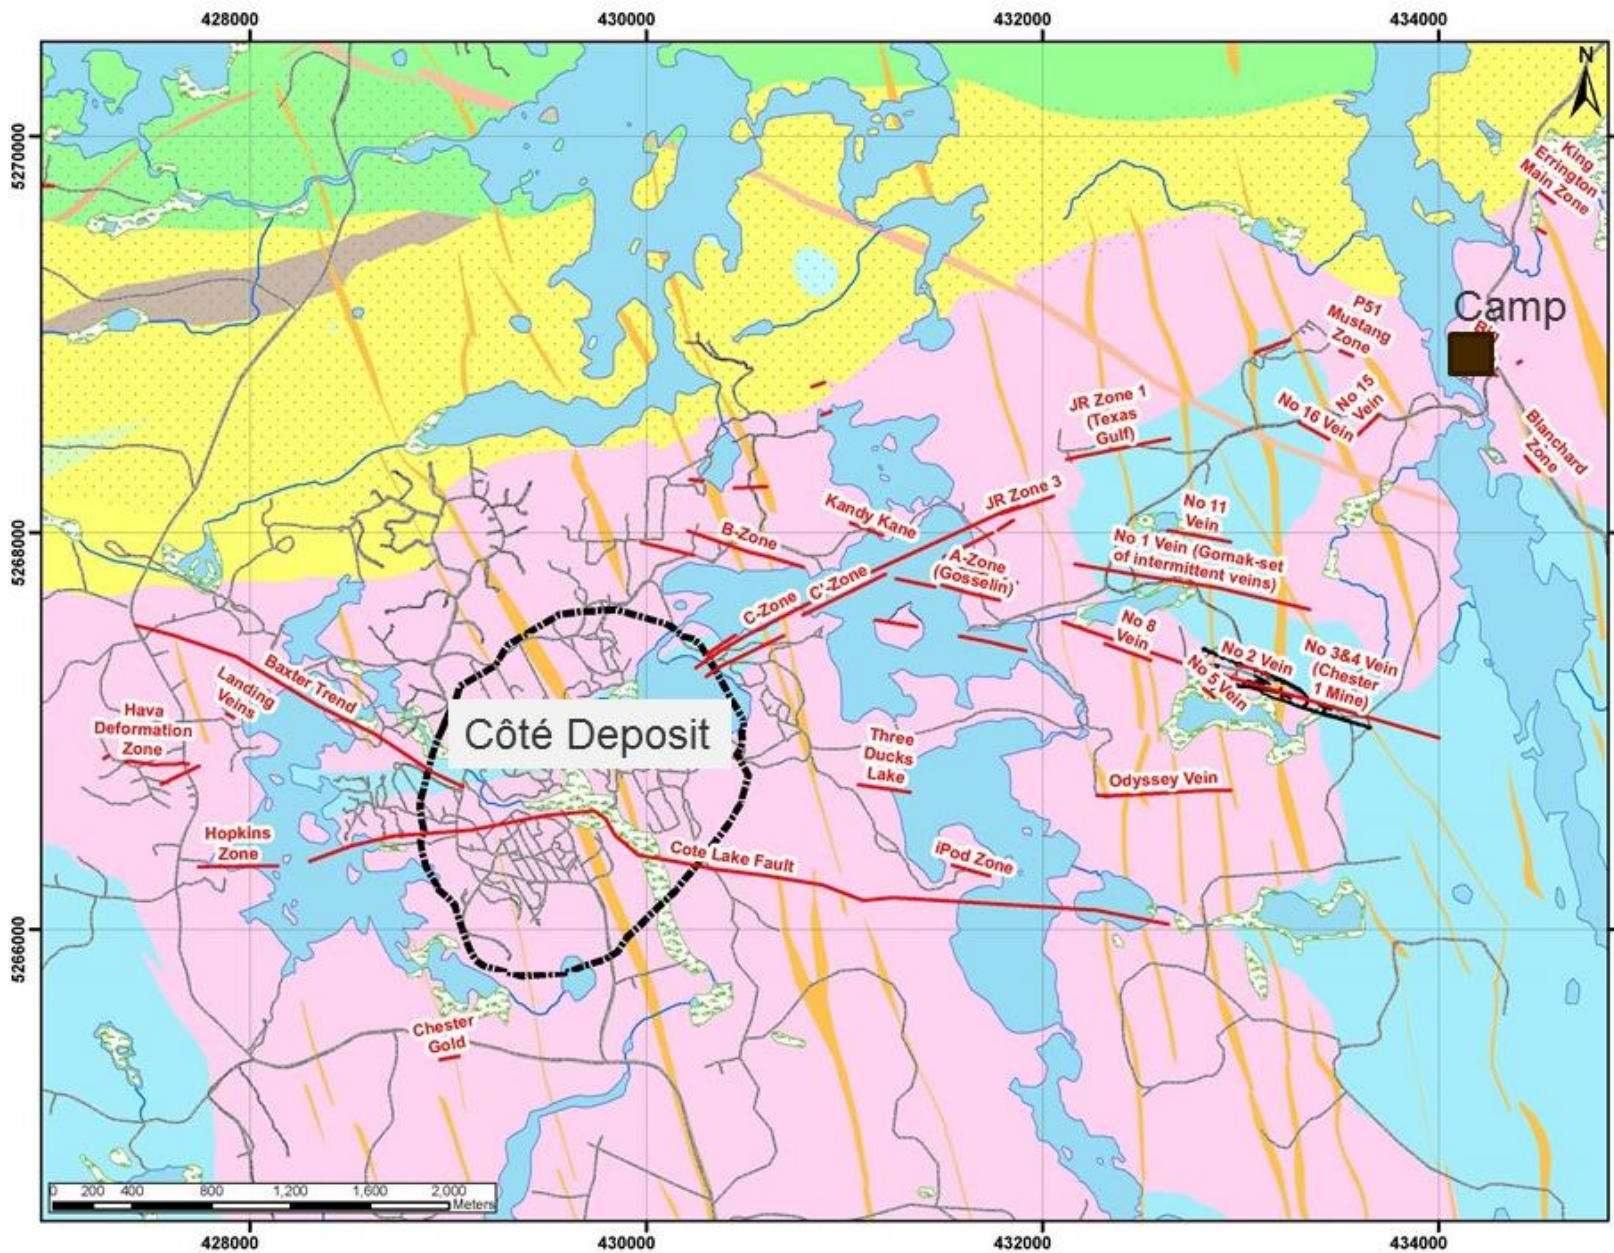 428000
430000
432000
434000
N
5270000
5268000
5266000
King
Errington
Main Zone
Camp
P51
Mustang
Zone
No 15
Vein
No 16 Vein
Blanchard
Zone
JR Zone 1
(Texas
Gulf)
JR Zone 3
Kandy Kane
No 11
Vein
No 1 Vein (Gomak-set
of intermittent veins)
B-Zone
A-Zone
(Gosselin)
C-Zone
C'-Zone
No 8
Vein
No 2 Vein
No 5 Vein
No 3&4 Vein
(Chester
1 Mine)
Baxter Trend
Landing
Veins
Hava
Deformation
Zone
Côté Deposit
Three
Ducks
Lake
Odyssey Vein
Hopkins
Zone
Cote Lake Fault
iPod Zone
Chester
Gold
0 200 400 800 1,200 1,600 2,000
Meters
428000
430000
432000
434000